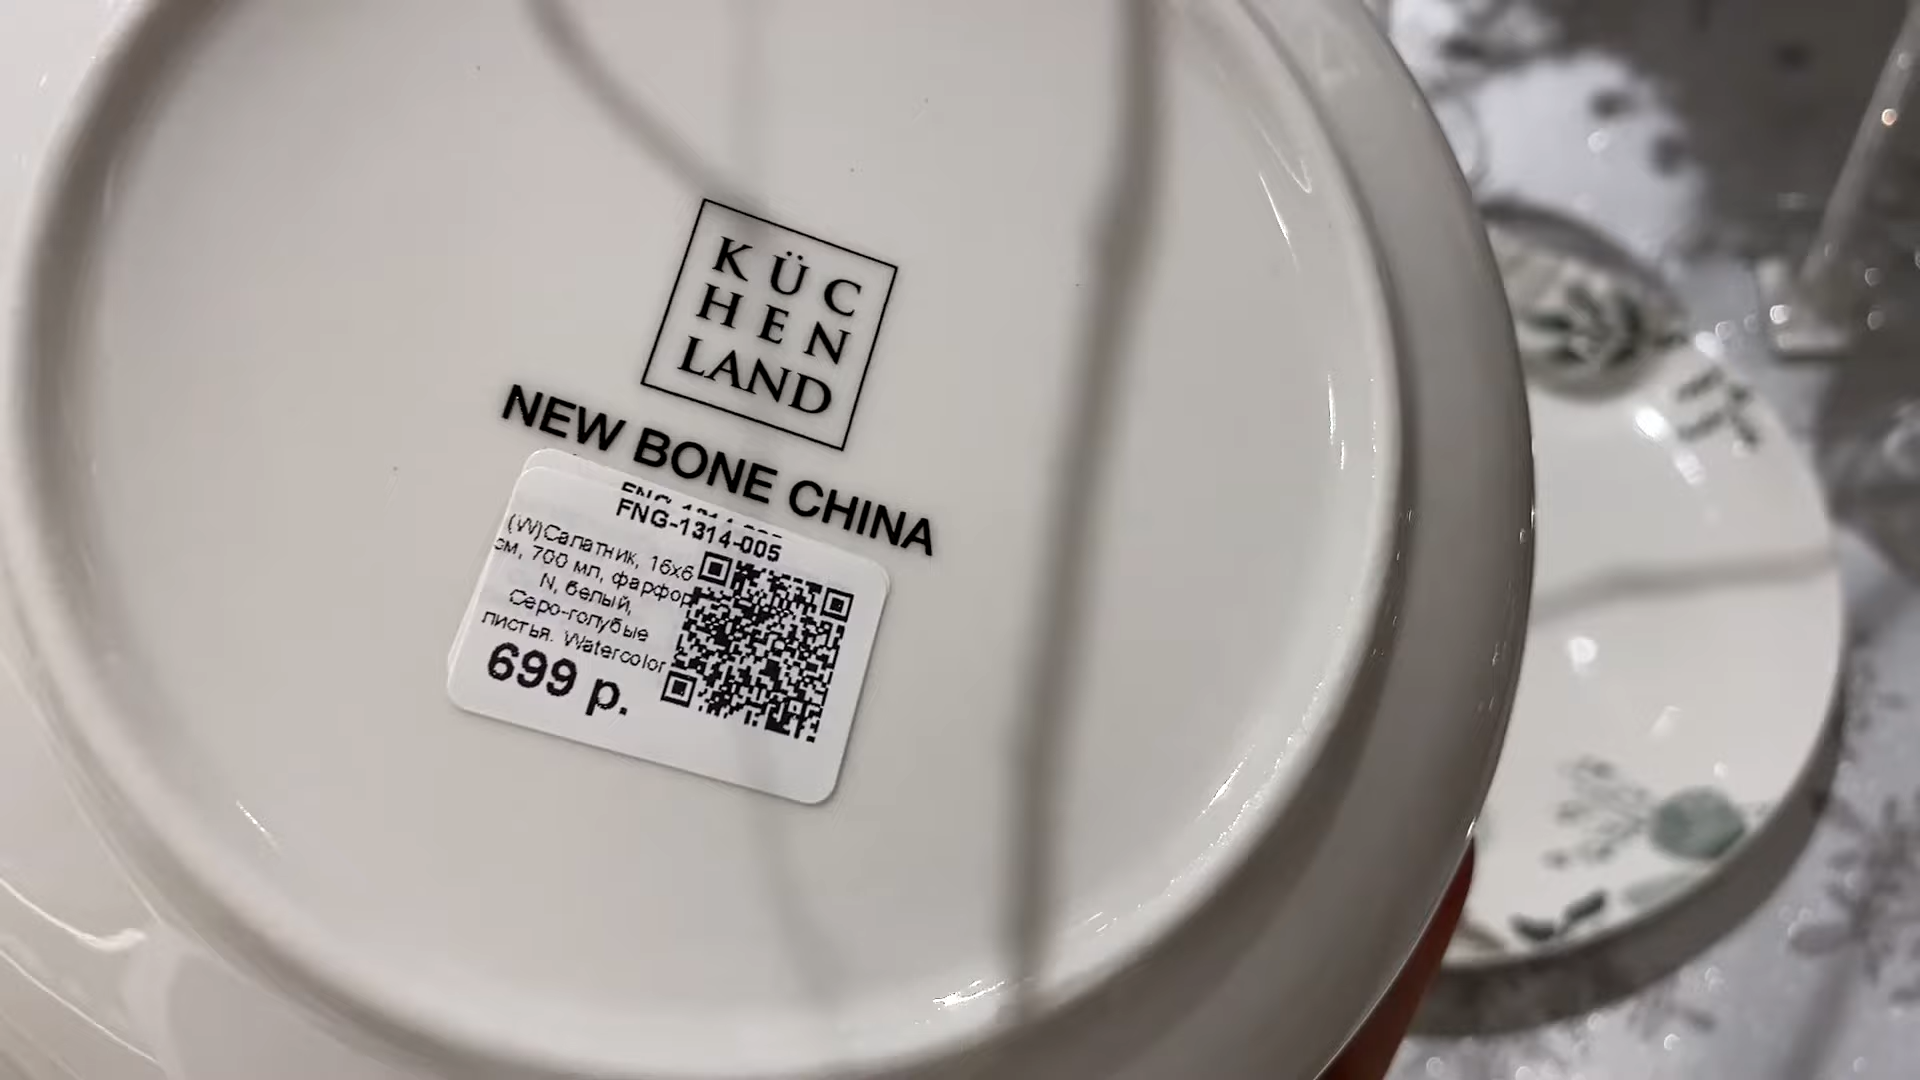 KÜC
HEN
LAND
NEW BONE CHINA
FNG-1314-005
(W)Салатник, 16x6
см, 700 мл, фарфор
N, белый,
Серо-голубые
листья. Watercolor
699 р.